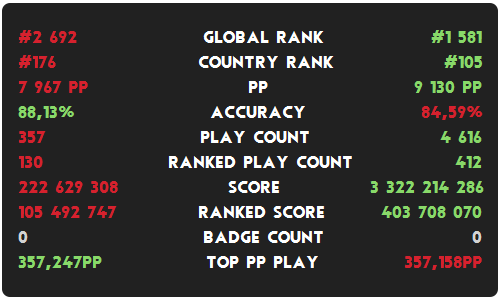 #2 692 GLOBAL RANK #1 581
#176 COUNTRY RANK #105
7 967 PP PP 9 130 PP
88,13% ACCURACY 84,59%
357 PLAY COUNT 4 616
130 RANKED PLAY COUNT 412
222 629 308 SCORE 3 322 214 286
105 492 747 RANKED SCORE 403 708 070
0 BADGE COUNT 0
357,247PP TOP PP PLAY 357,158PP